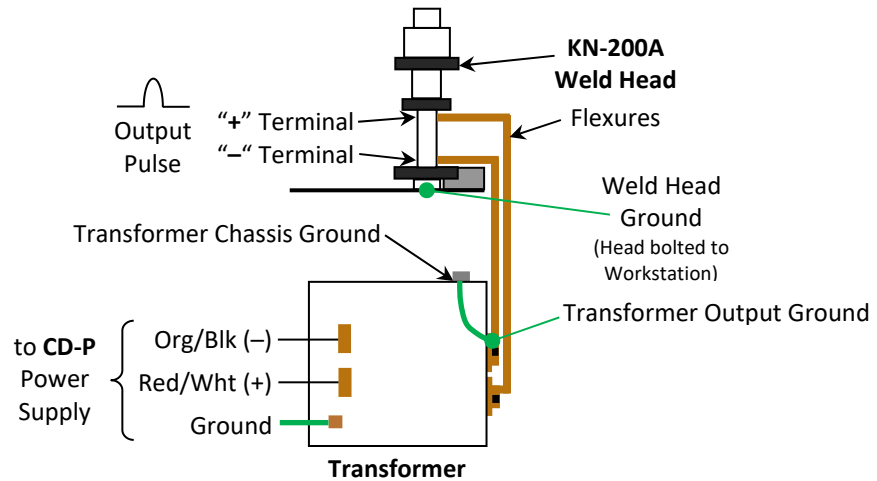 KN-200A
Weld Head
Output
Pulse
“+” Terminal
“–“ Terminal
Flexures
Weld Head
Ground
(Head bolted to
Workstation)
Transformer Chassis Ground
Transformer Output Ground
to CD-P
Power
Supply
Org/Blk (–)
Red/Wht (+)
Ground
Transformer